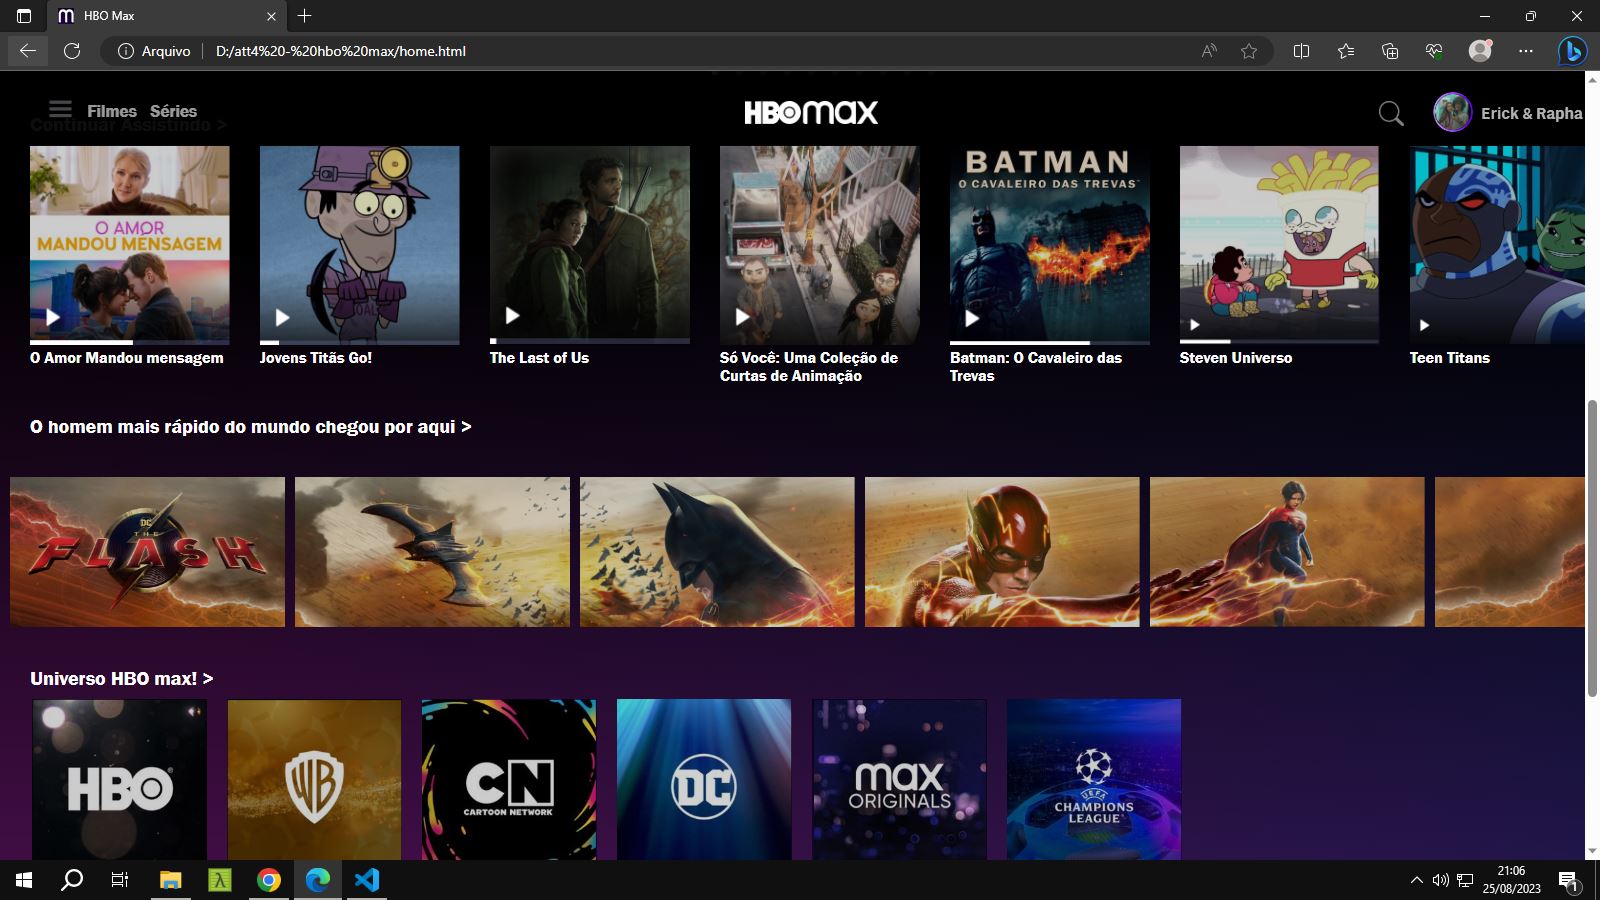 HBO Max
Arquivo
D:/att4%20-%20hbo%20max/home.html
Filmes Séries
HBOmax
Erick & Rapha
Continuar Assistindo >
O AMOR
MANDOU MENSAGEM
GOALS
BATMAN
O CAVALEIRO DAS TREVAS
O Amor Mandou mensagem
Jovens Titãs Go!
The Last of Us
Só Você: Uma Coleção de
Curtas de Animação
Batman: O Cavaleiro das
Trevas
Steven Universo
Teen Titans
O homem mais rápido do mundo chegou por aqui >
DC
THE
FLASH
Universo HBO max! >
HBO
WB
CN
CARTOON NETWORK
DC
max
ORIGINALS
UEFA
CHAMPIONS
LEAGUE
21:06
25/08/2023
1